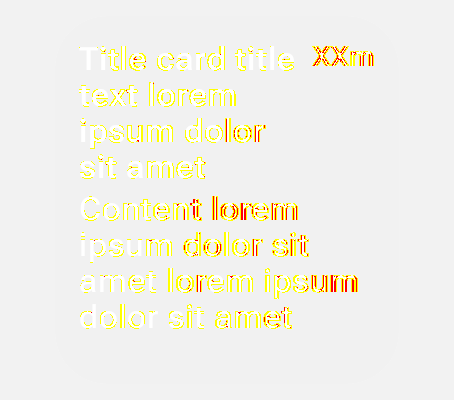 Title card title XXm
text lorem
ipsum dolor
sit amet
Content lorem
ipsum dolor sit
amet lorem ipsum
dolor sit amet